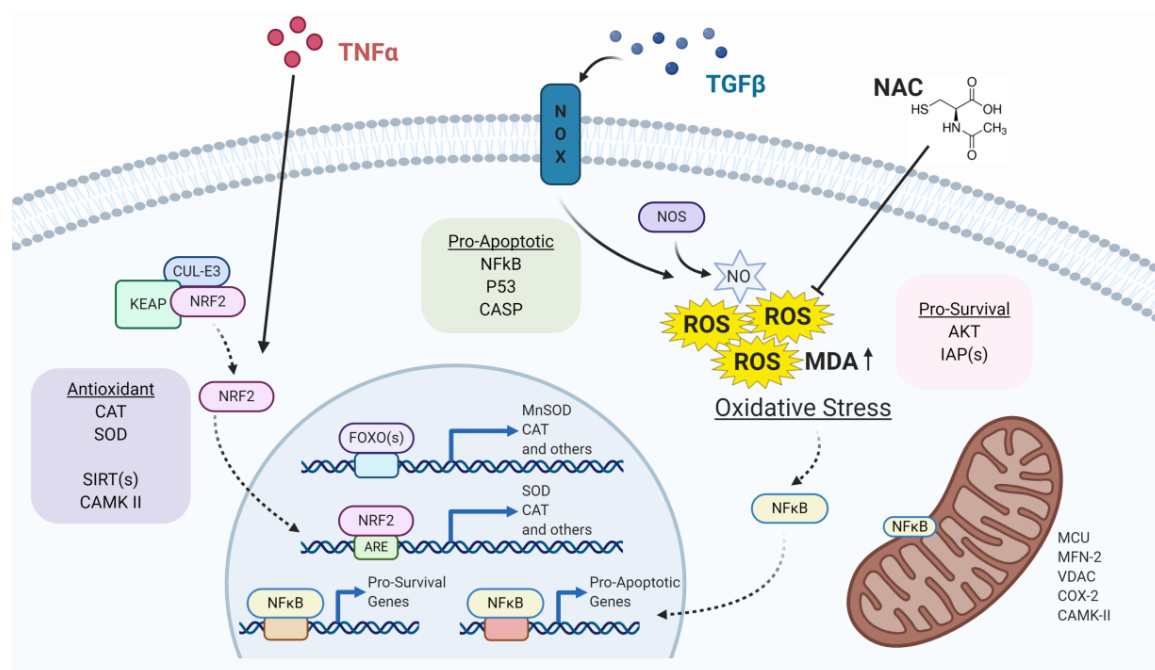 TNFα
TGFβ
NAC
HS
O
OH
HN
CH3
O
N
O
X
NOS
NO
ROS
ROS
ROS
MDA
Oxidative Stress
Pro-Apoptotic
NFkB
P53
CASP
Pro-Survival
AKT
IAP(s)
CUL-E3
KEAP
NRF2
NRF2
Antioxidant
CAT
SOD
SIRT(s)
CAMK II
FOXO(s)
MnSOD
CAT
and others
NRF2
ARE
SOD
CAT
and others
NFκB
Pro-Survival
Genes
NFκB
Pro-Apoptotic
Genes
NFκB
NFκB
MCU
MFN-2
VDAC
COX-2
CAMK-II